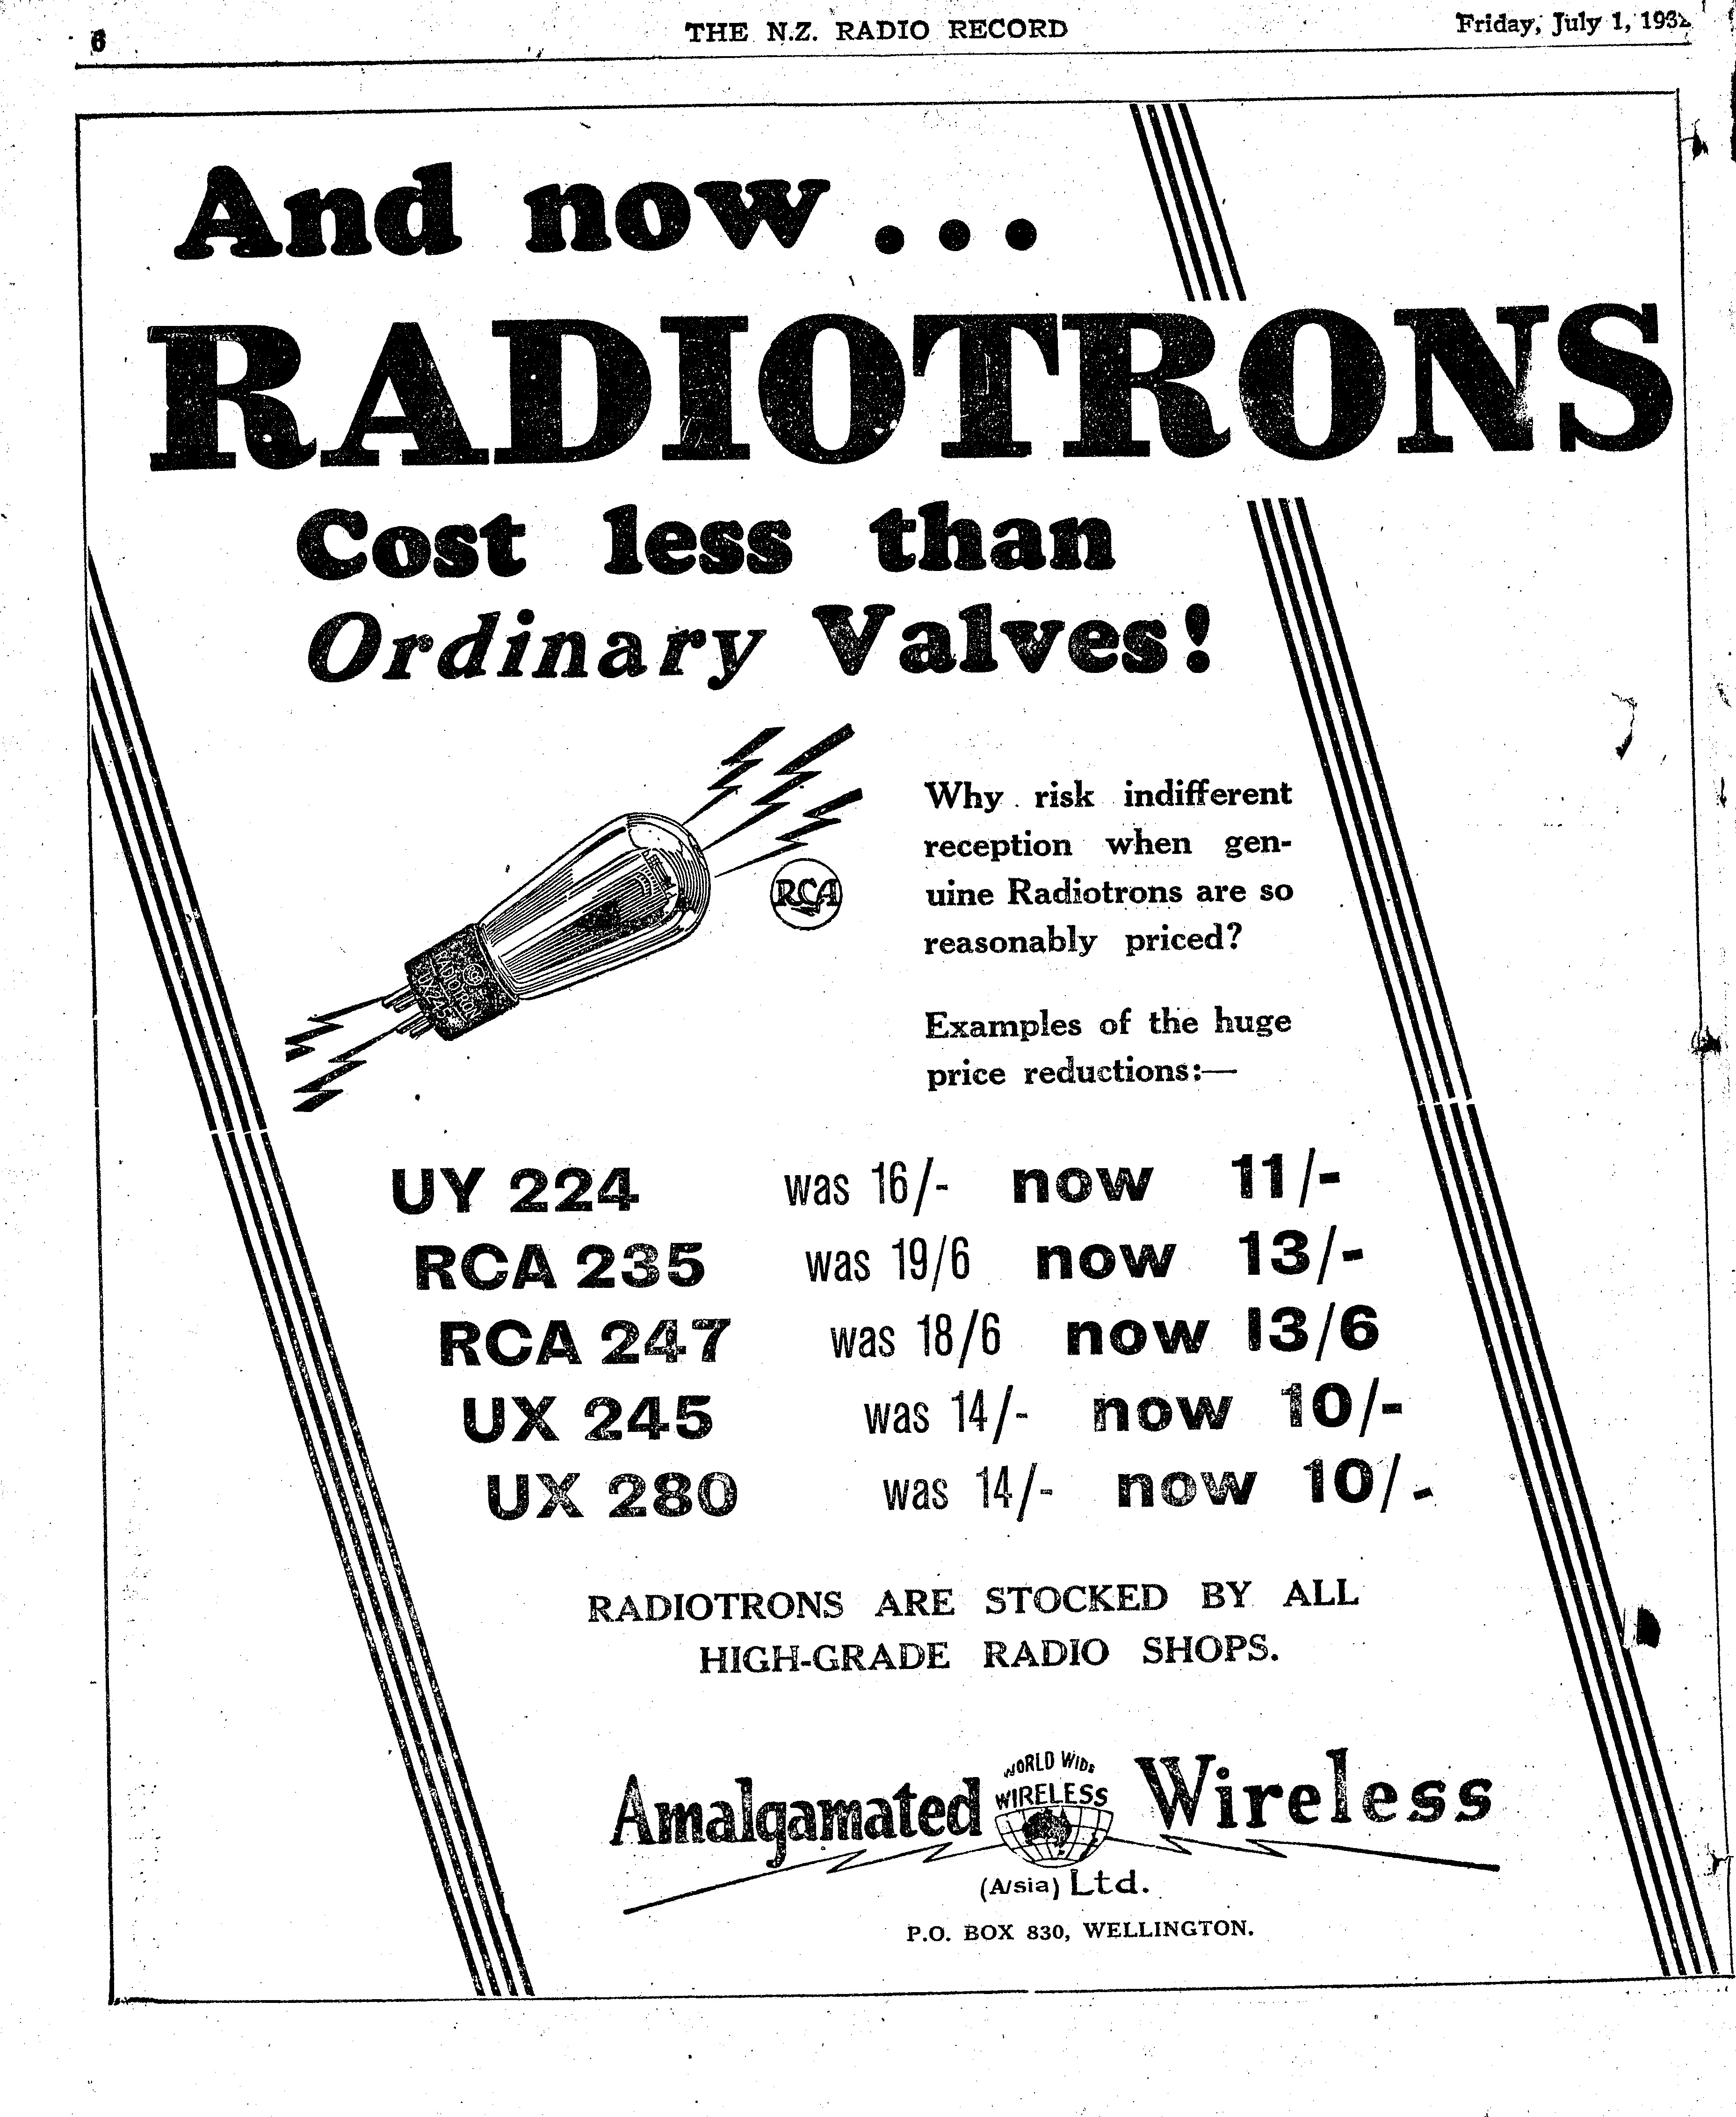 6
THE N.Z. RADIO RECORD
Friday, July 1, 1932
And now...
RADIOTRONS
Cost less than
Ordinary Valves!
RCA
RADIOTRON
UX245
Why risk indifferent
reception when gen-
uine Radiotrons are so
reasonably priced?
Examples of the huge
price reductions:—
UY 224 was 16/- now 11/-
RCA 235 was 19/6 now 13/-
RCA 247 was 18/6 now 13/6
UX 245 was 14/- now 10/-
UX 280 was 14/- now 10/-
RADIOTRONS ARE STOCKED BY ALL
HIGH-GRADE RADIO SHOPS.
WORLD WIDE
WIRELESS
Amalgamated Wireless
(A/sia) Ltd.
P.O. BOX 830, WELLINGTON.